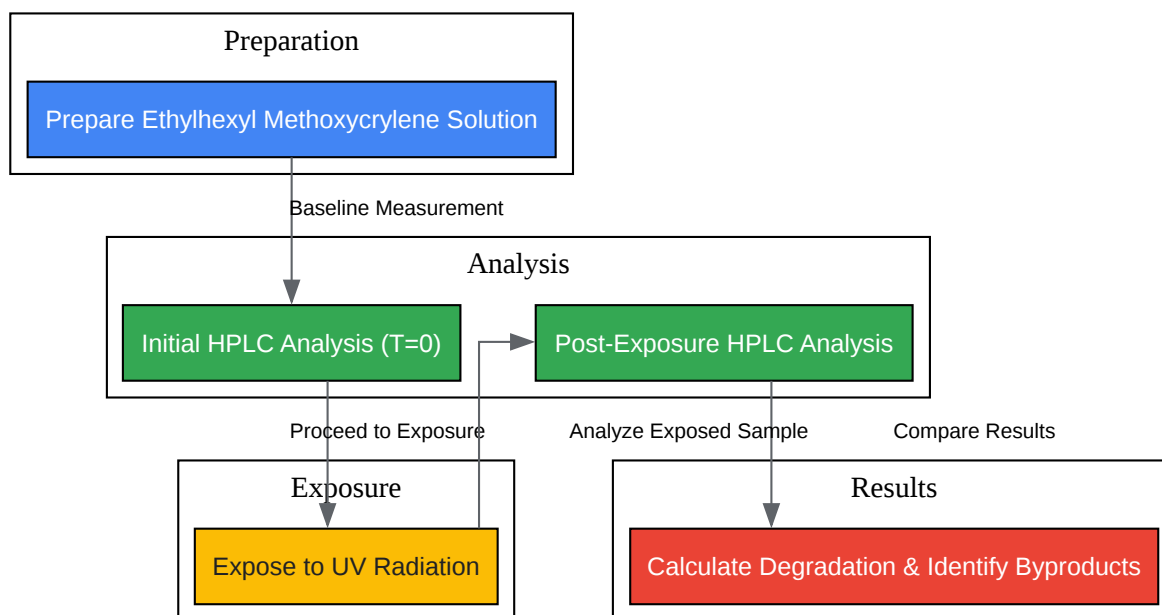 Preparation
Prepare Ethylhexyl Methoxycrylene Solution
Baseline Measurement
Analysis
Initial HPLC Analysis (T=0)
Post-Exposure HPLC Analysis
Proceed to Exposure
Analyze Exposed Sample
Compare Results
Exposure
Results
Expose to UV Radiation
Calculate Degradation & Identify Byproducts